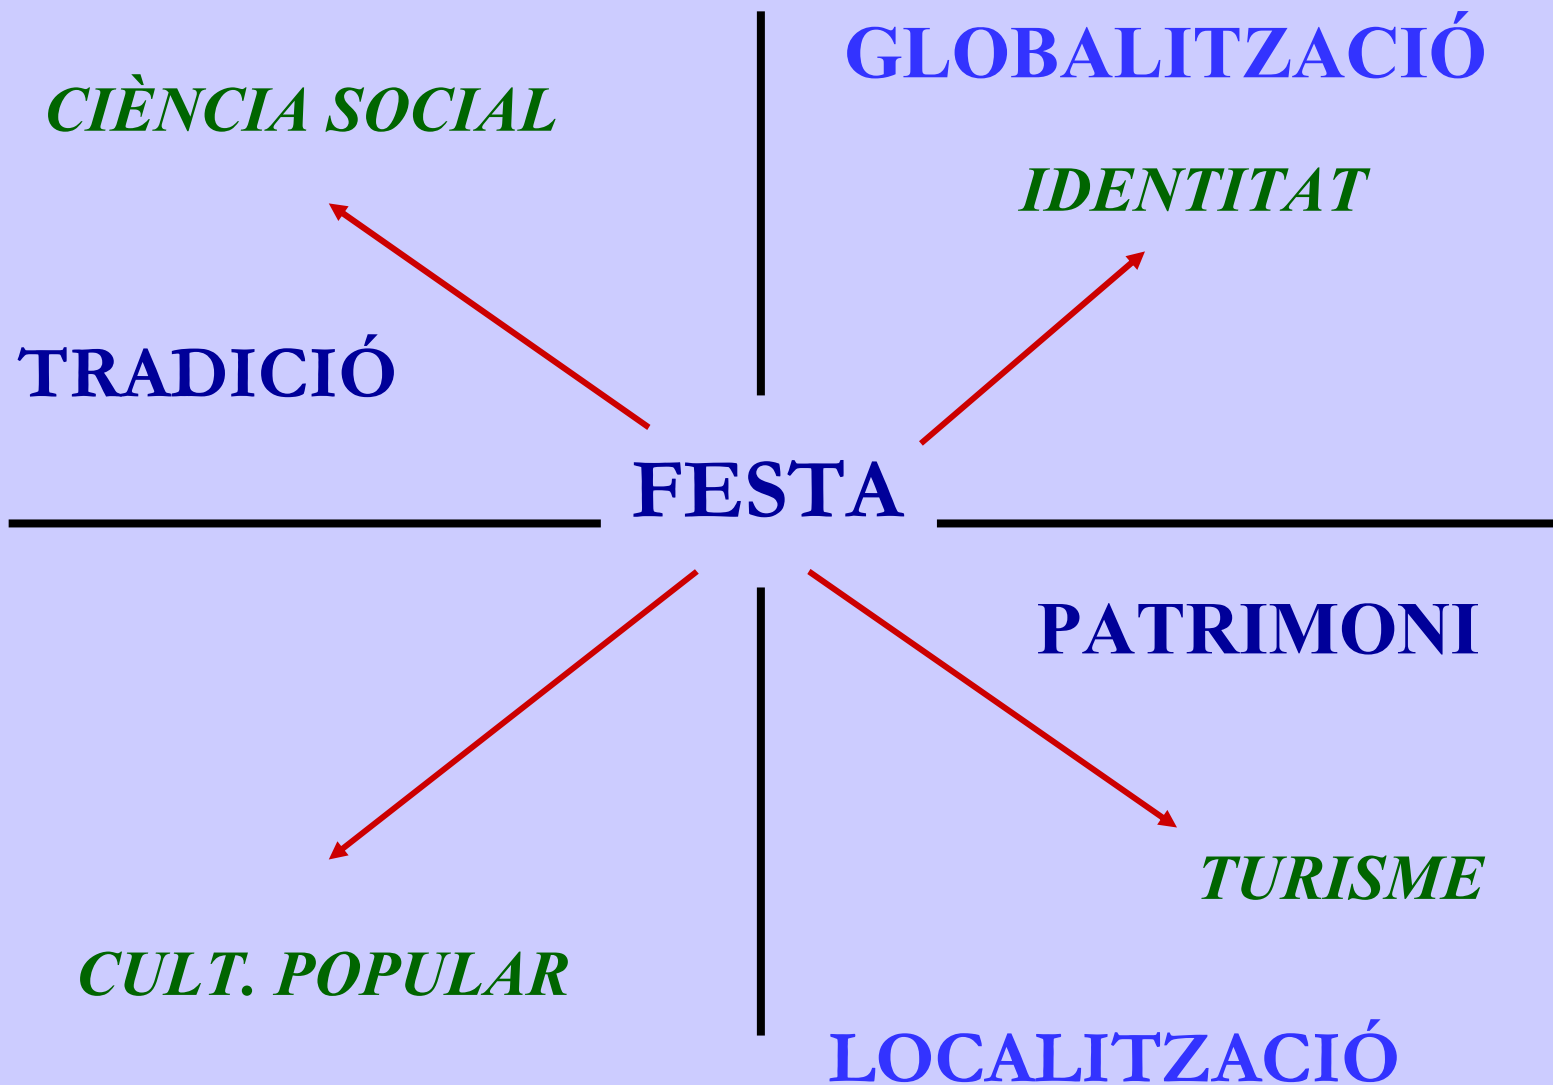 GLOBALITZACIÓ
CIÈNCIA SOCIAL
IDENTITAT
TRADICIÓ
FESTA
PATRIMONI
TURISME
CULT. POPULAR
LOCALITZACIÓ